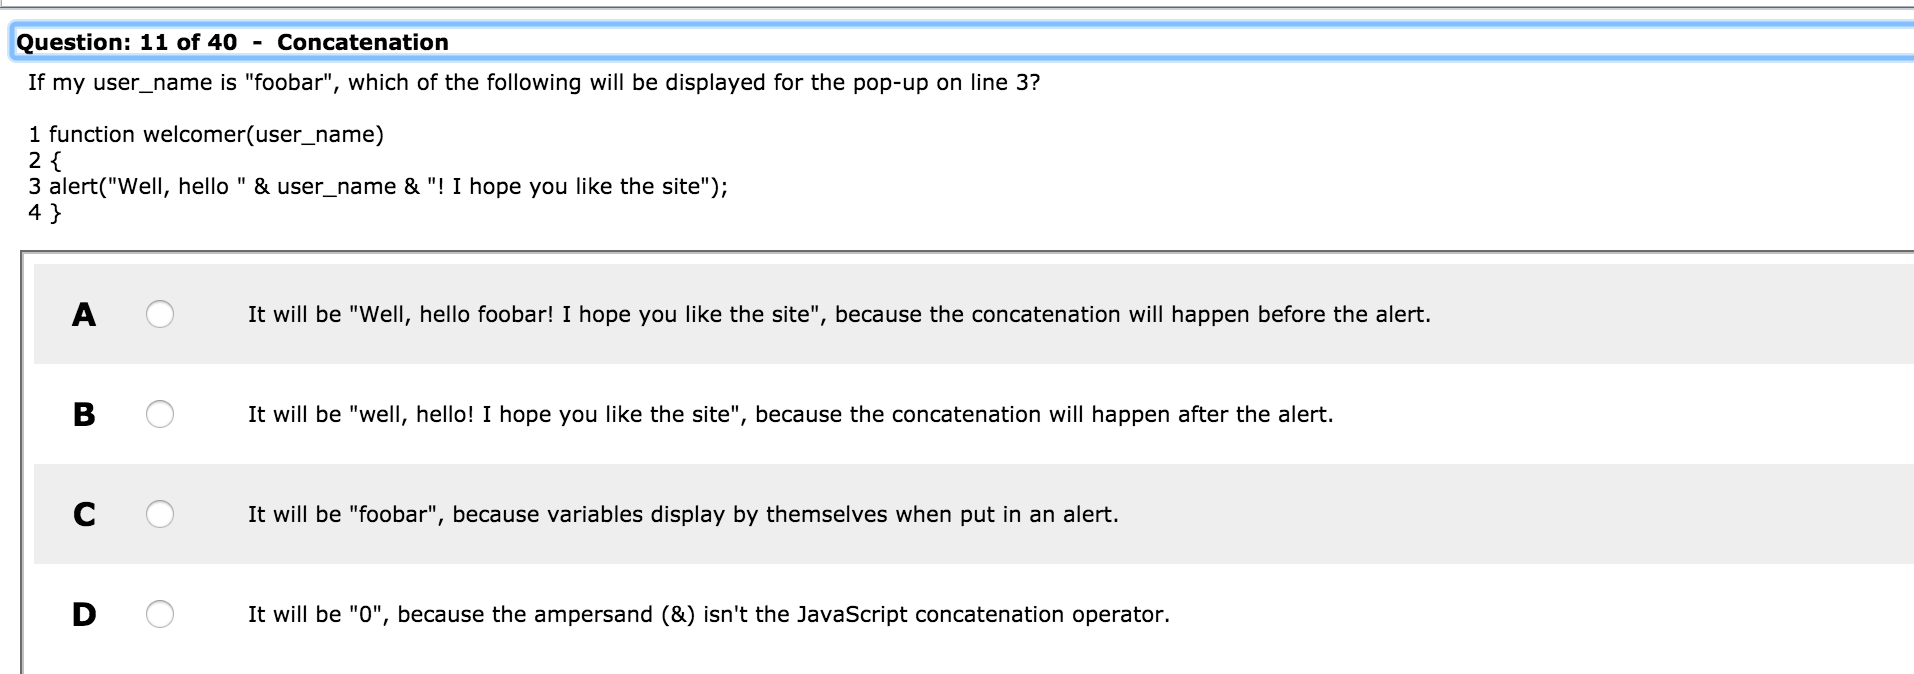 Question: 11 of 40 - Concatenation
If my user_name is "foobar", which of the following will be displayed for the pop-up on line 3?
1 function welcomer(user_name)
2 {
3 alert("Well, hello " & user_name & "! I hope you like the site");
4 }
A It will be "Well, hello foobar! I hope you like the site", because the concatenation will happen before the alert.
B It will be "well, hello! I hope you like the site", because the concatenation will happen after the alert.
C It will be "foobar", because variables display by themselves when put in an alert.
D It will be "0", because the ampersand (&) isn't the JavaScript concatenation operator.